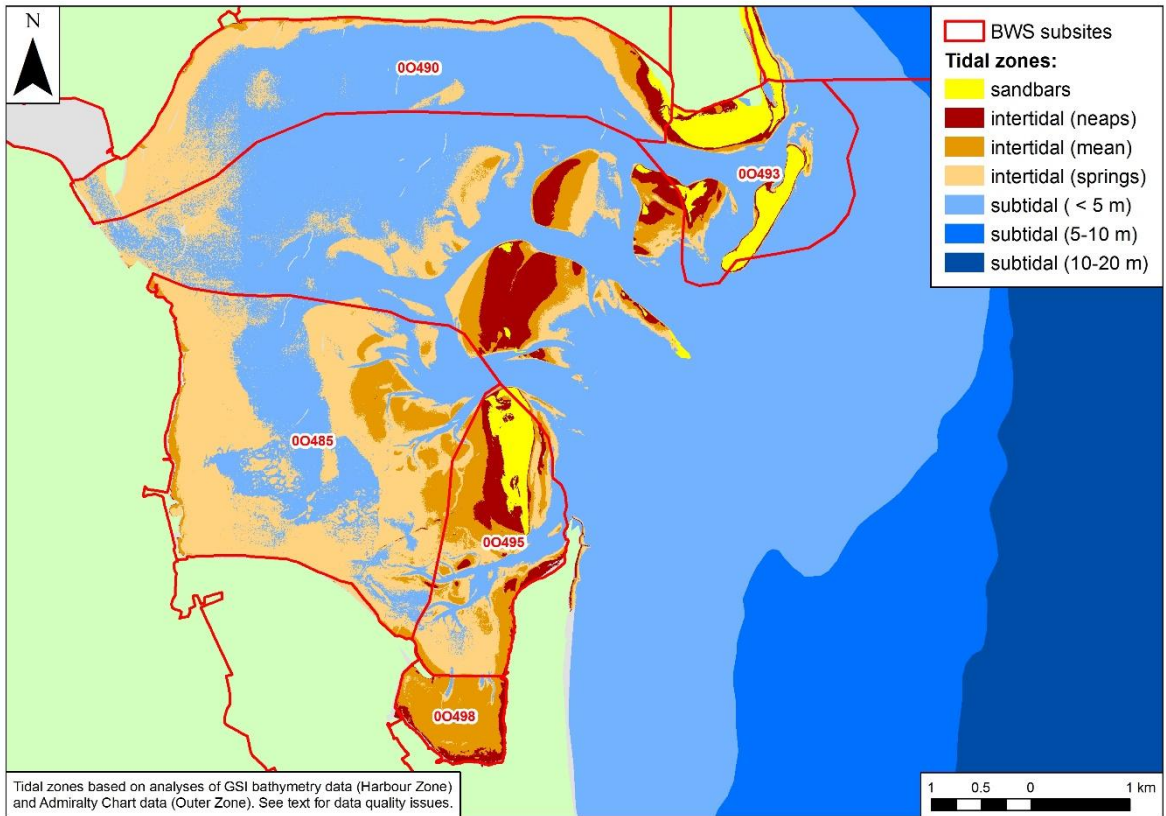 N
BWS subsites
Tidal zones:
sandbars
intertidal (neaps)
intertidal (mean)
intertidal (springs)
subtidal ( < 5 m)
subtidal (5-10 m)
subtidal (10-20 m)
0O490
0O493
0O485
0O495
0O498
Tidal zones based on analyses of GSI bathymetry data (Harbour Zone)
and Admiralty Chart data (Outer Zone). See text for data quality issues.
1 0.5 0 1 km